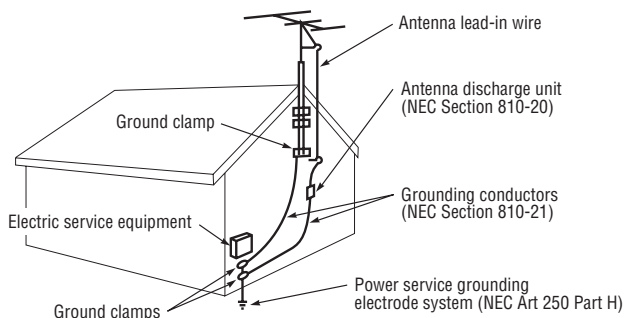 Antenna lead-in wire
Antenna discharge unit
(NEC Section 810-20)
Ground clamp
Grounding conductors
(NEC Section 810-21)
Electric service equipment
Power service grounding
electrode system (NEC Art 250 Part H)
Ground clamps